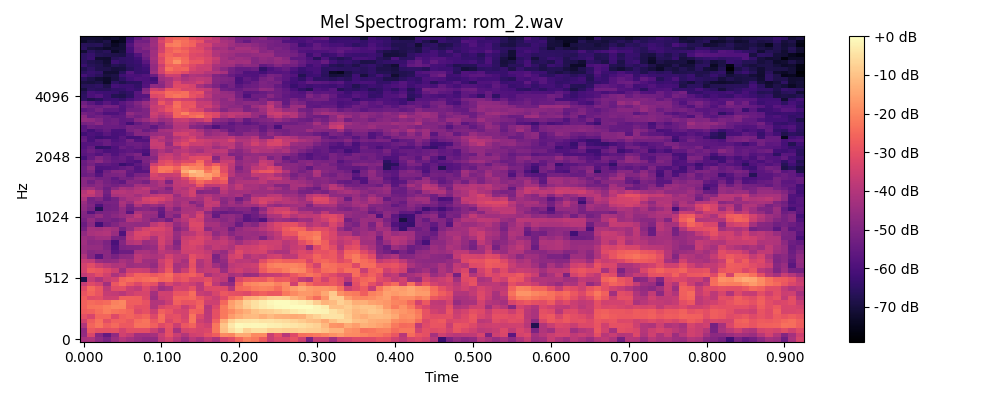 Mel Spectrogram: rom_2.wav
+0 dB
-10 dB
-20 dB
-30 dB
-40 dB
-50 dB
-60 dB
-70 dB
Hz
4096
2048
1024
512
0
0.000 0.100 0.200 0.300 0.400 0.500 0.600 0.700 0.800 0.900
Time